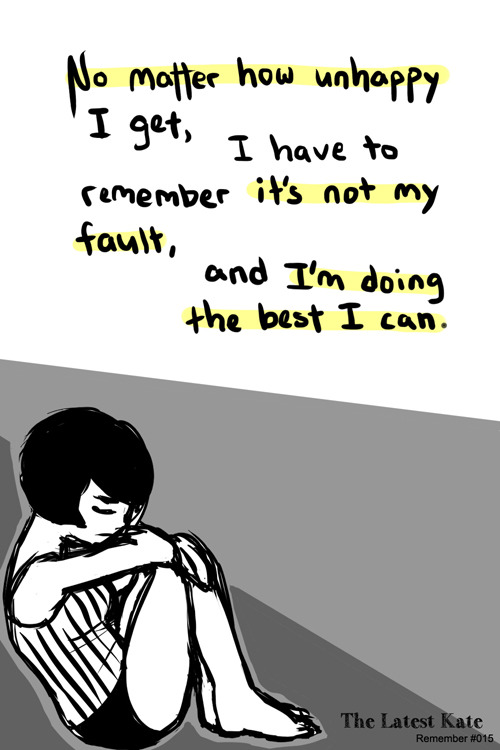 No matter how unhappy
I get,
I have to
remember it's not my
fault,
and I'm doing
the best I can.
The Latest Kate
Remember #015